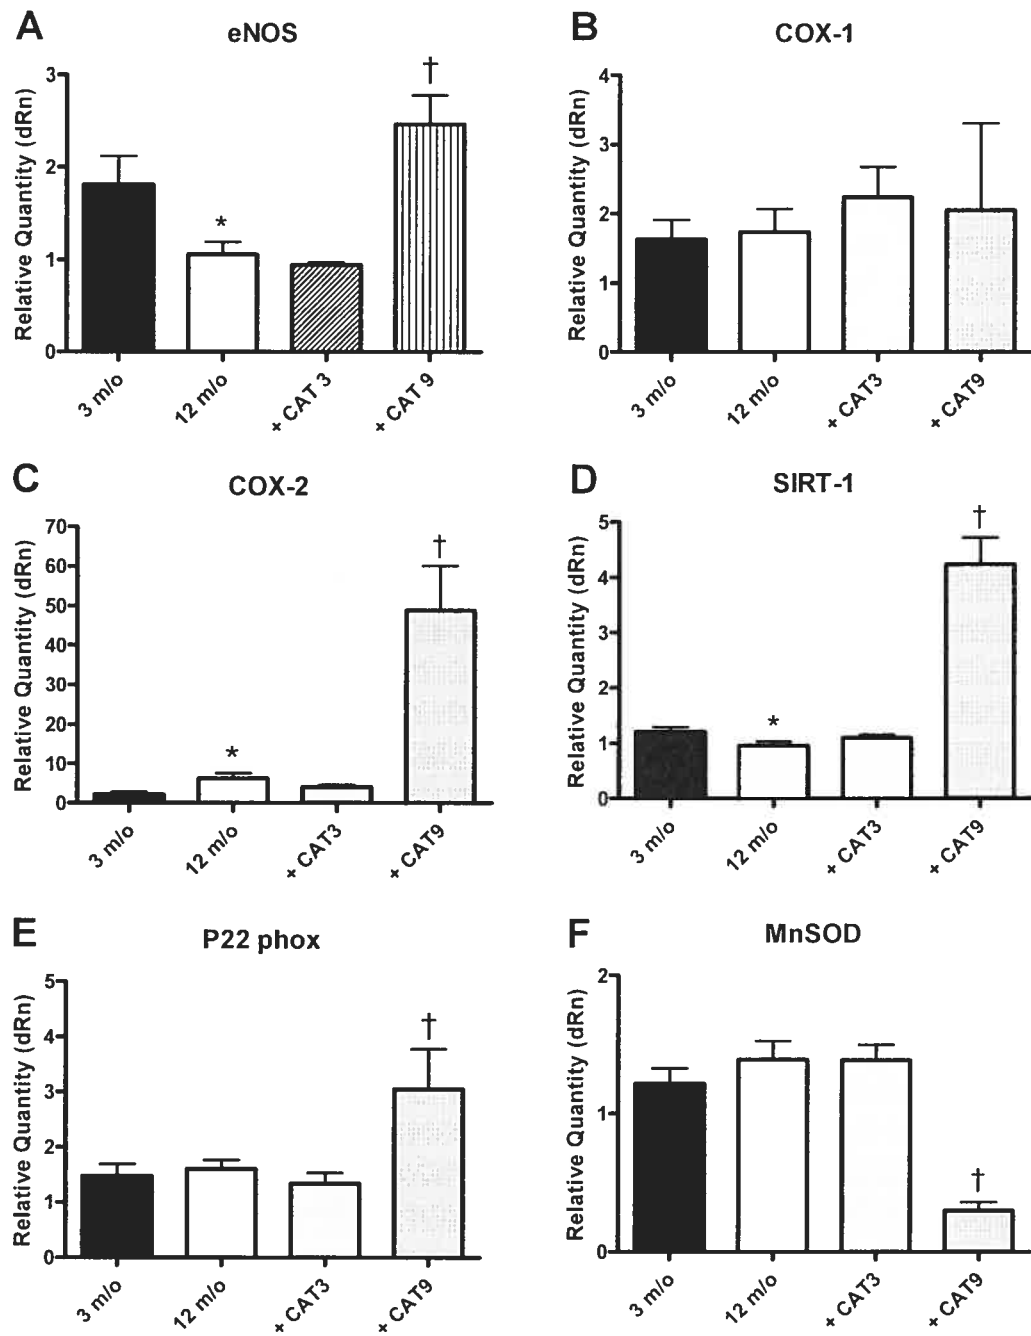 A
eNOS
Relative Quantity (dRn)
3
2
1
0
*
†
3 m/o
12 m/o
+ CAT 3
+ CAT 9
B
COX-1
Relative Quantity (dRn)
4
3
2
1
0
3 m/o
12 m/o
+ CAT3
+ CAT9
C
COX-2
Relative Quantity (dRn)
70
60
50
40
30
20
10
0
*
†
3 m/o
12 m/o
+ CAT3
+ CAT9
D
SIRT-1
Relative Quantity (dRn)
5
4
3
2
1
0
*
†
3 m/o
12 m/o
+ CAT3
+ CAT9
E
P22 phox
Relative Quantity (dRn)
5
4
3
2
1
0
†
3 m/o
12 m/o
+ CAT3
+ CAT9
F
MnSOD
Relative Quantity (dRn)
2
1
0
†
3 m/o
12 m/o
+ CAT3
+ CAT9